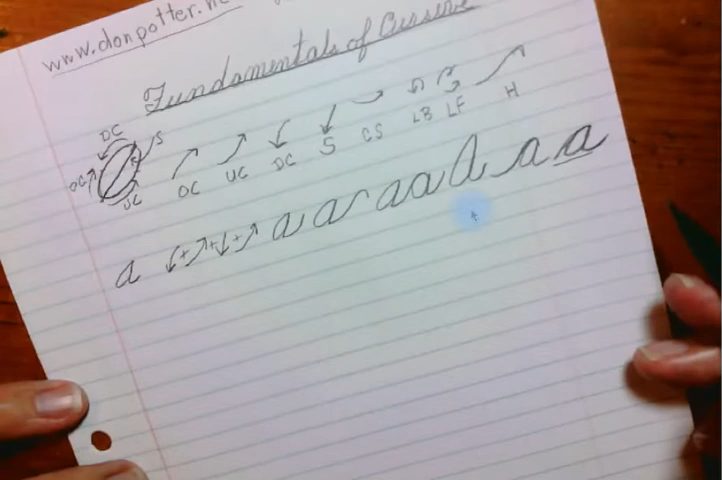 www.donpotter.ne
Fundamentals of Cursive
DC S OC UC
OC UC DC S CS LB LF H
a + + + a a a a a a a